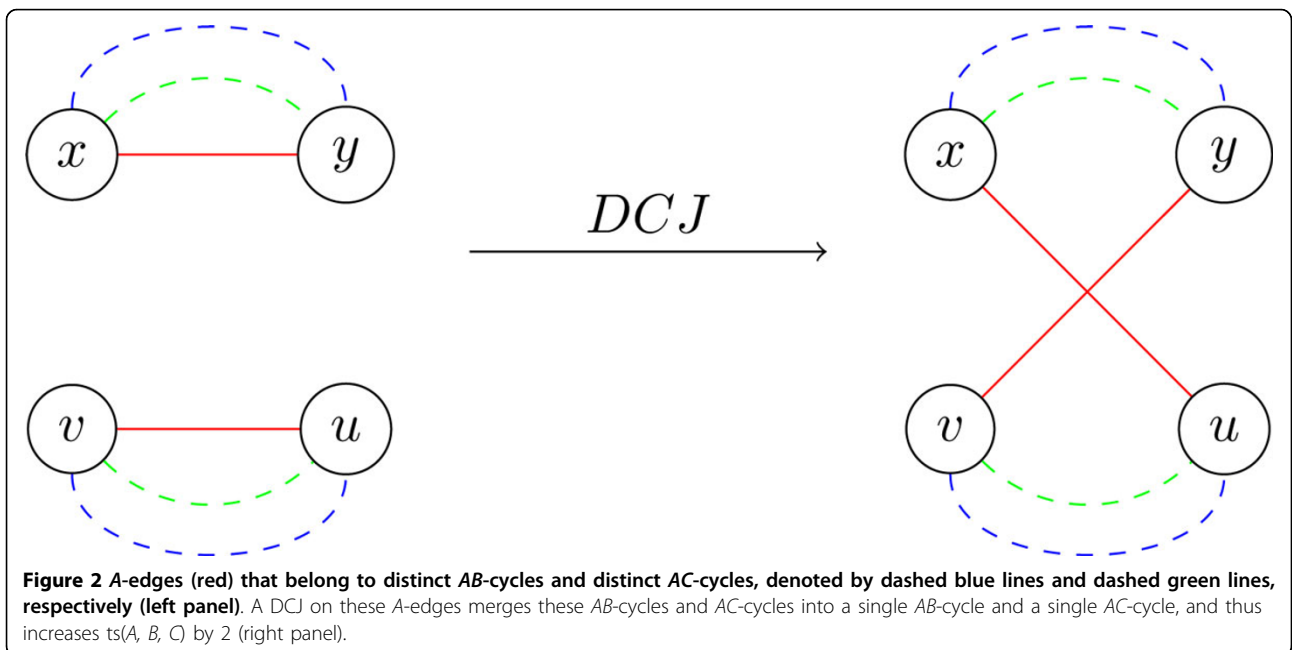 x
y
x
y
DCJ
v
u
v
u
Figure 2 A-edges (red) that belong to distinct AB-cycles and distinct AC-cycles, denoted by dashed blue lines and dashed green lines,
respectively (left panel). A DCJ on these A-edges merges these AB-cycles and AC-cycles into a single AB-cycle and a single AC-cycle, and thus
increases ts(A, B, C) by 2 (right panel).